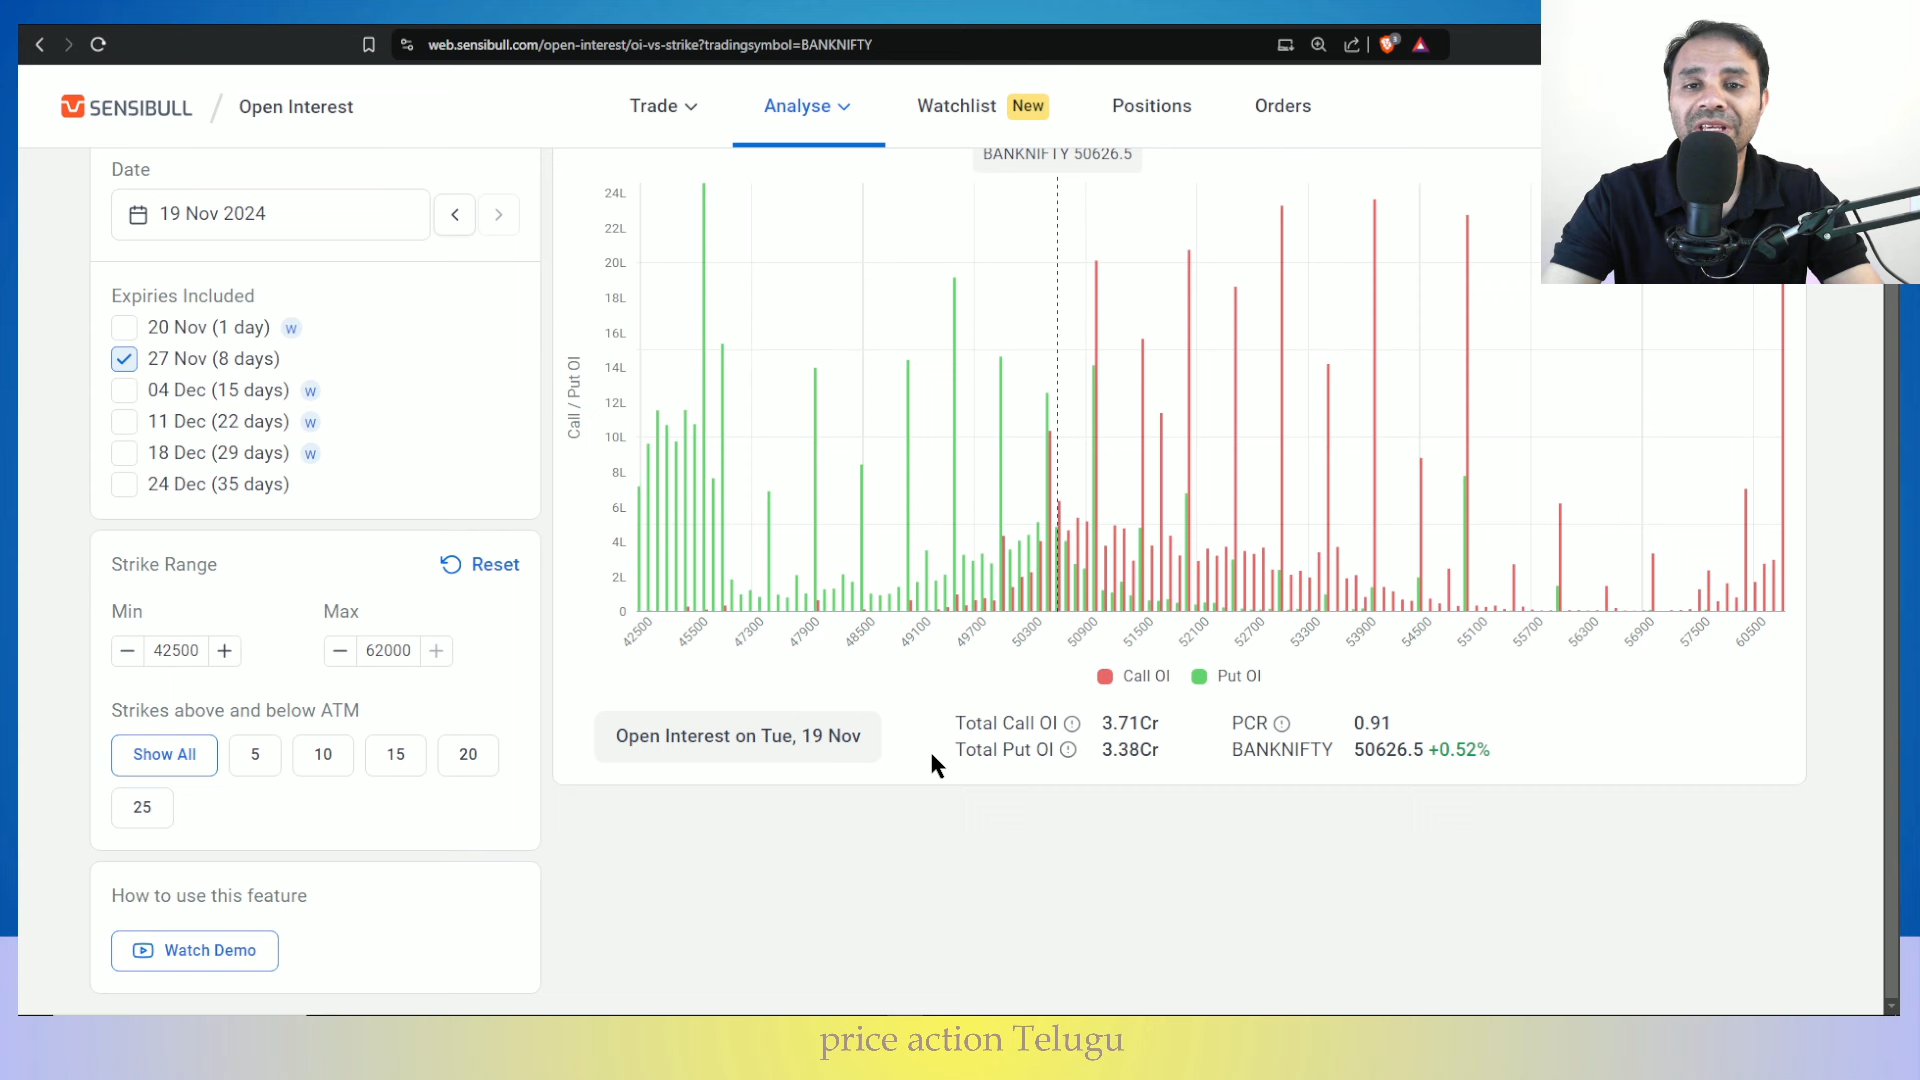 web.sensibull.com/open-interest/oi-vs-strike?tradingsymbol=BANKNIFTY
SENSIBULL / Open Interest
Trade
Analyse
Watchlist New
Positions
Orders
Date
19 Nov 2024
Expiries Included
20 Nov (1 day) W
27 Nov (8 days)
04 Dec (15 days) W
11 Dec (22 days) W
18 Dec (29 days) W
24 Dec (35 days)
Strike Range
Reset
Min
Max
42500
62000
Strikes above and below ATM
Show All
5
10
15
20
25
How to use this feature
Watch Demo
BANKNIFTY 50626.5
Call / Put OI
24L
22L
20L
18L
16L
14L
12L
10L
8L
6L
4L
2L
0
42500
45500
47300
47900
48500
49100
49700
50300
50900
51500
52100
52700
53300
53900
54500
55100
55700
56300
56900
57500
60500
Call OI
Put OI
Open Interest on Tue, 19 Nov
Total Call OI 3.71Cr
Total Put OI 3.38Cr
PCR 0.91
BANKNIFTY 50626.5 +0.52%
price action Telugu